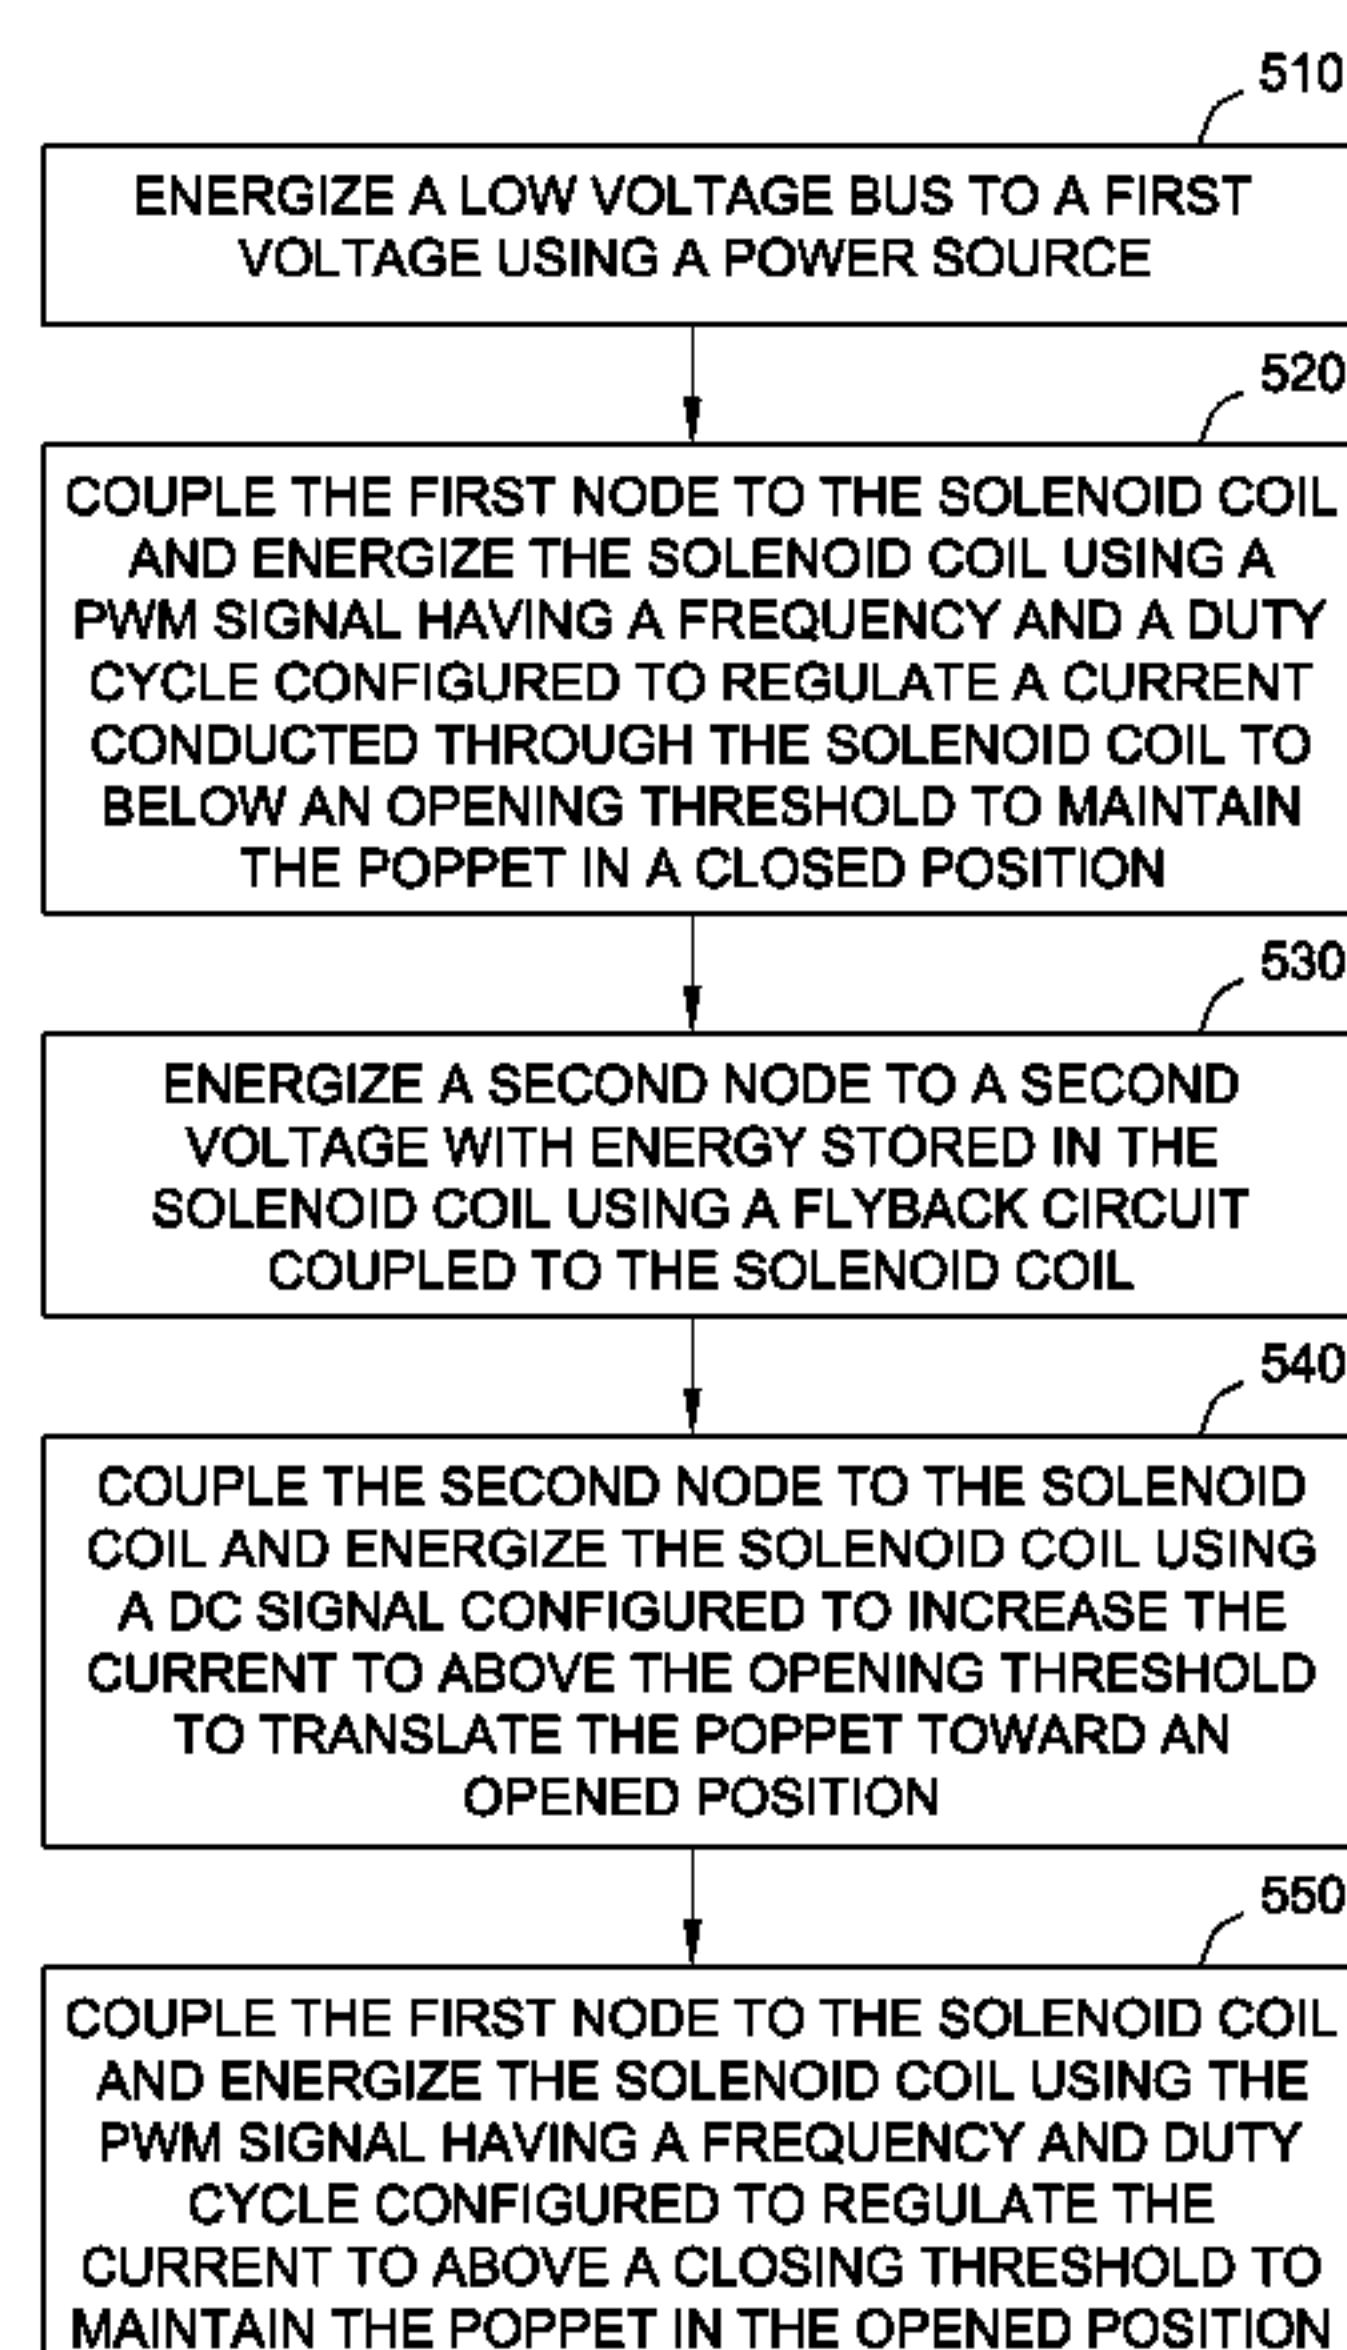 510
ENERGIZE A LOW VOLTAGE BUS TO A FIRST
VOLTAGE USING A POWER SOURCE
520
COUPLE THE FIRST NODE TO THE SOLENOID COIL
AND ENERGIZE THE SOLENOID COIL USING A
PWM SIGNAL HAVING A FREQUENCY AND A DUTY
CYCLE CONFIGURED TO REGULATE A CURRENT
CONDUCTED THROUGH THE SOLENOID COIL TO
BELOW AN OPENING THRESHOLD TO MAINTAIN
THE POPPET IN A CLOSED POSITION
530
ENERGIZE A SECOND NODE TO A SECOND
VOLTAGE WITH ENERGY STORED IN THE
SOLENOID COIL USING A FLYBACK CIRCUIT
COUPLED TO THE SOLENOID COIL
540
COUPLE THE SECOND NODE TO THE SOLENOID
COIL AND ENERGIZE THE SOLENOID COIL USING
A DC SIGNAL CONFIGURED TO INCREASE THE
CURRENT TO ABOVE THE OPENING THRESHOLD
TO TRANSLATE THE POPPET TOWARD AN
OPENED POSITION
550
COUPLE THE FIRST NODE TO THE SOLENOID COIL
AND ENERGIZE THE SOLENOID COIL USING THE
PWM SIGNAL HAVING A FREQUENCY AND DUTY
CYCLE CONFIGURED TO REGULATE THE
CURRENT TO ABOVE A CLOSING THRESHOLD TO
MAINTAIN THE POPPET IN THE OPENED POSITION